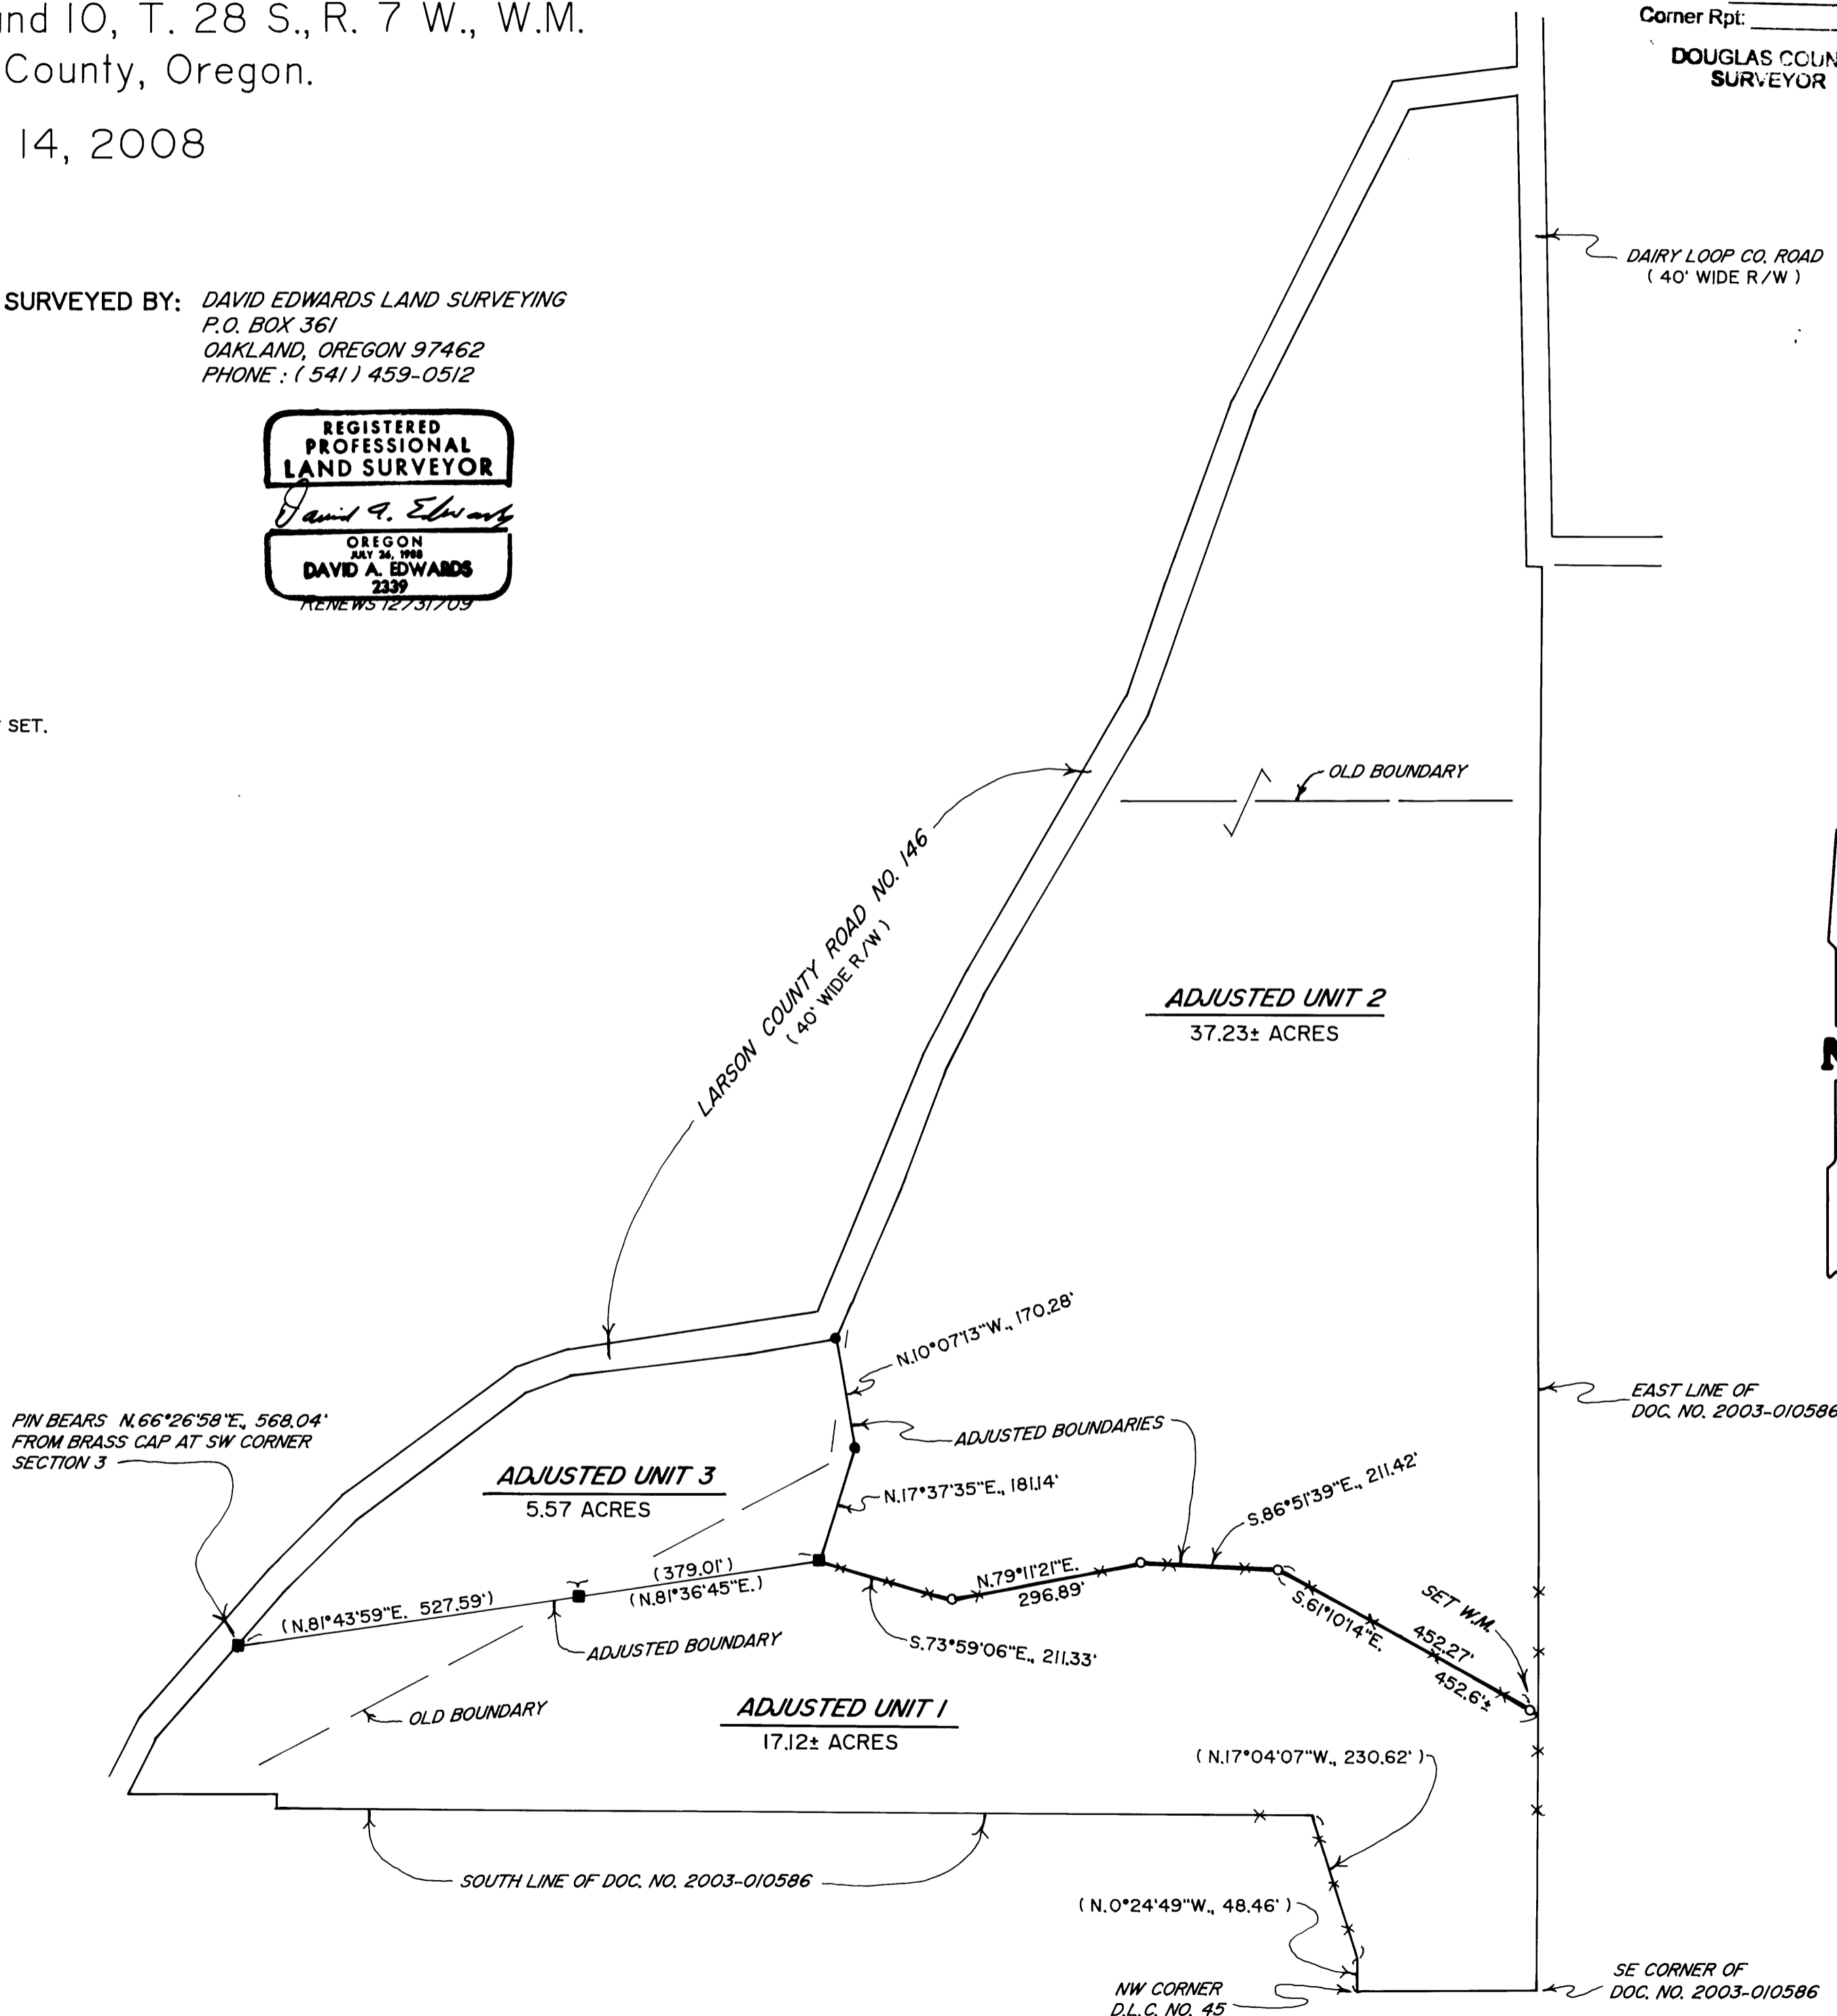 and 10, T. 28 S., R. 7 W., W.M.
County, Oregon.
14, 2008
Corner Rpt:
DOUGLAS COUN
SURVEYOR
DAIRY LOOP CO. ROAD
( 40' WIDE R/W )
SURVEYED BY: DAVID EDWARDS LAND SURVEYING
P.O. BOX 361
OAKLAND, OREGON 97462
PHONE : ( 541 ) 459-0512
REGISTERED
PROFESSIONAL
LAND SURVEYOR
David A. Edwards
OREGON
JULY 26, 1988
DAVID A. EDWARDS
2339
RENEWS 12/31/09
SET.
OLD BOUNDARY
LARSON COUNTY ROAD NO. 146
( 40' WIDE R/W )
ADJUSTED UNIT 2
37.23± ACRES
N
N.10°07'13"W., 170.28'
EAST LINE OF
DOC. NO. 2003-010586
PIN BEARS N.66°26'58"E., 568.04'
FROM BRASS CAP AT SW CORNER
SECTION 3
ADJUSTED BOUNDARIES
ADJUSTED UNIT 3
5.57 ACRES
N.17°37'35"E., 181.14'
S.86°51'39"E., 211.42'
(379.01')
(N.81°36'45"E.)
(N.81°43'59"E. 527.59')
N.79°11'21"E.
296.89'
S.61°10'14"E.
452.27'
452.6'±
SET W.M.
ADJUSTED BOUNDARY
S.73°59'06"E., 211.33'
OLD BOUNDARY
ADJUSTED UNIT 1
17.12± ACRES
( N.17°04'07"W., 230.62' )
SOUTH LINE OF DOC. NO. 2003-010586
( N.0°24'49"W., 48.46' )
NW CORNER
D.L.C. NO. 45
SE CORNER OF
DOC. NO. 2003-010586